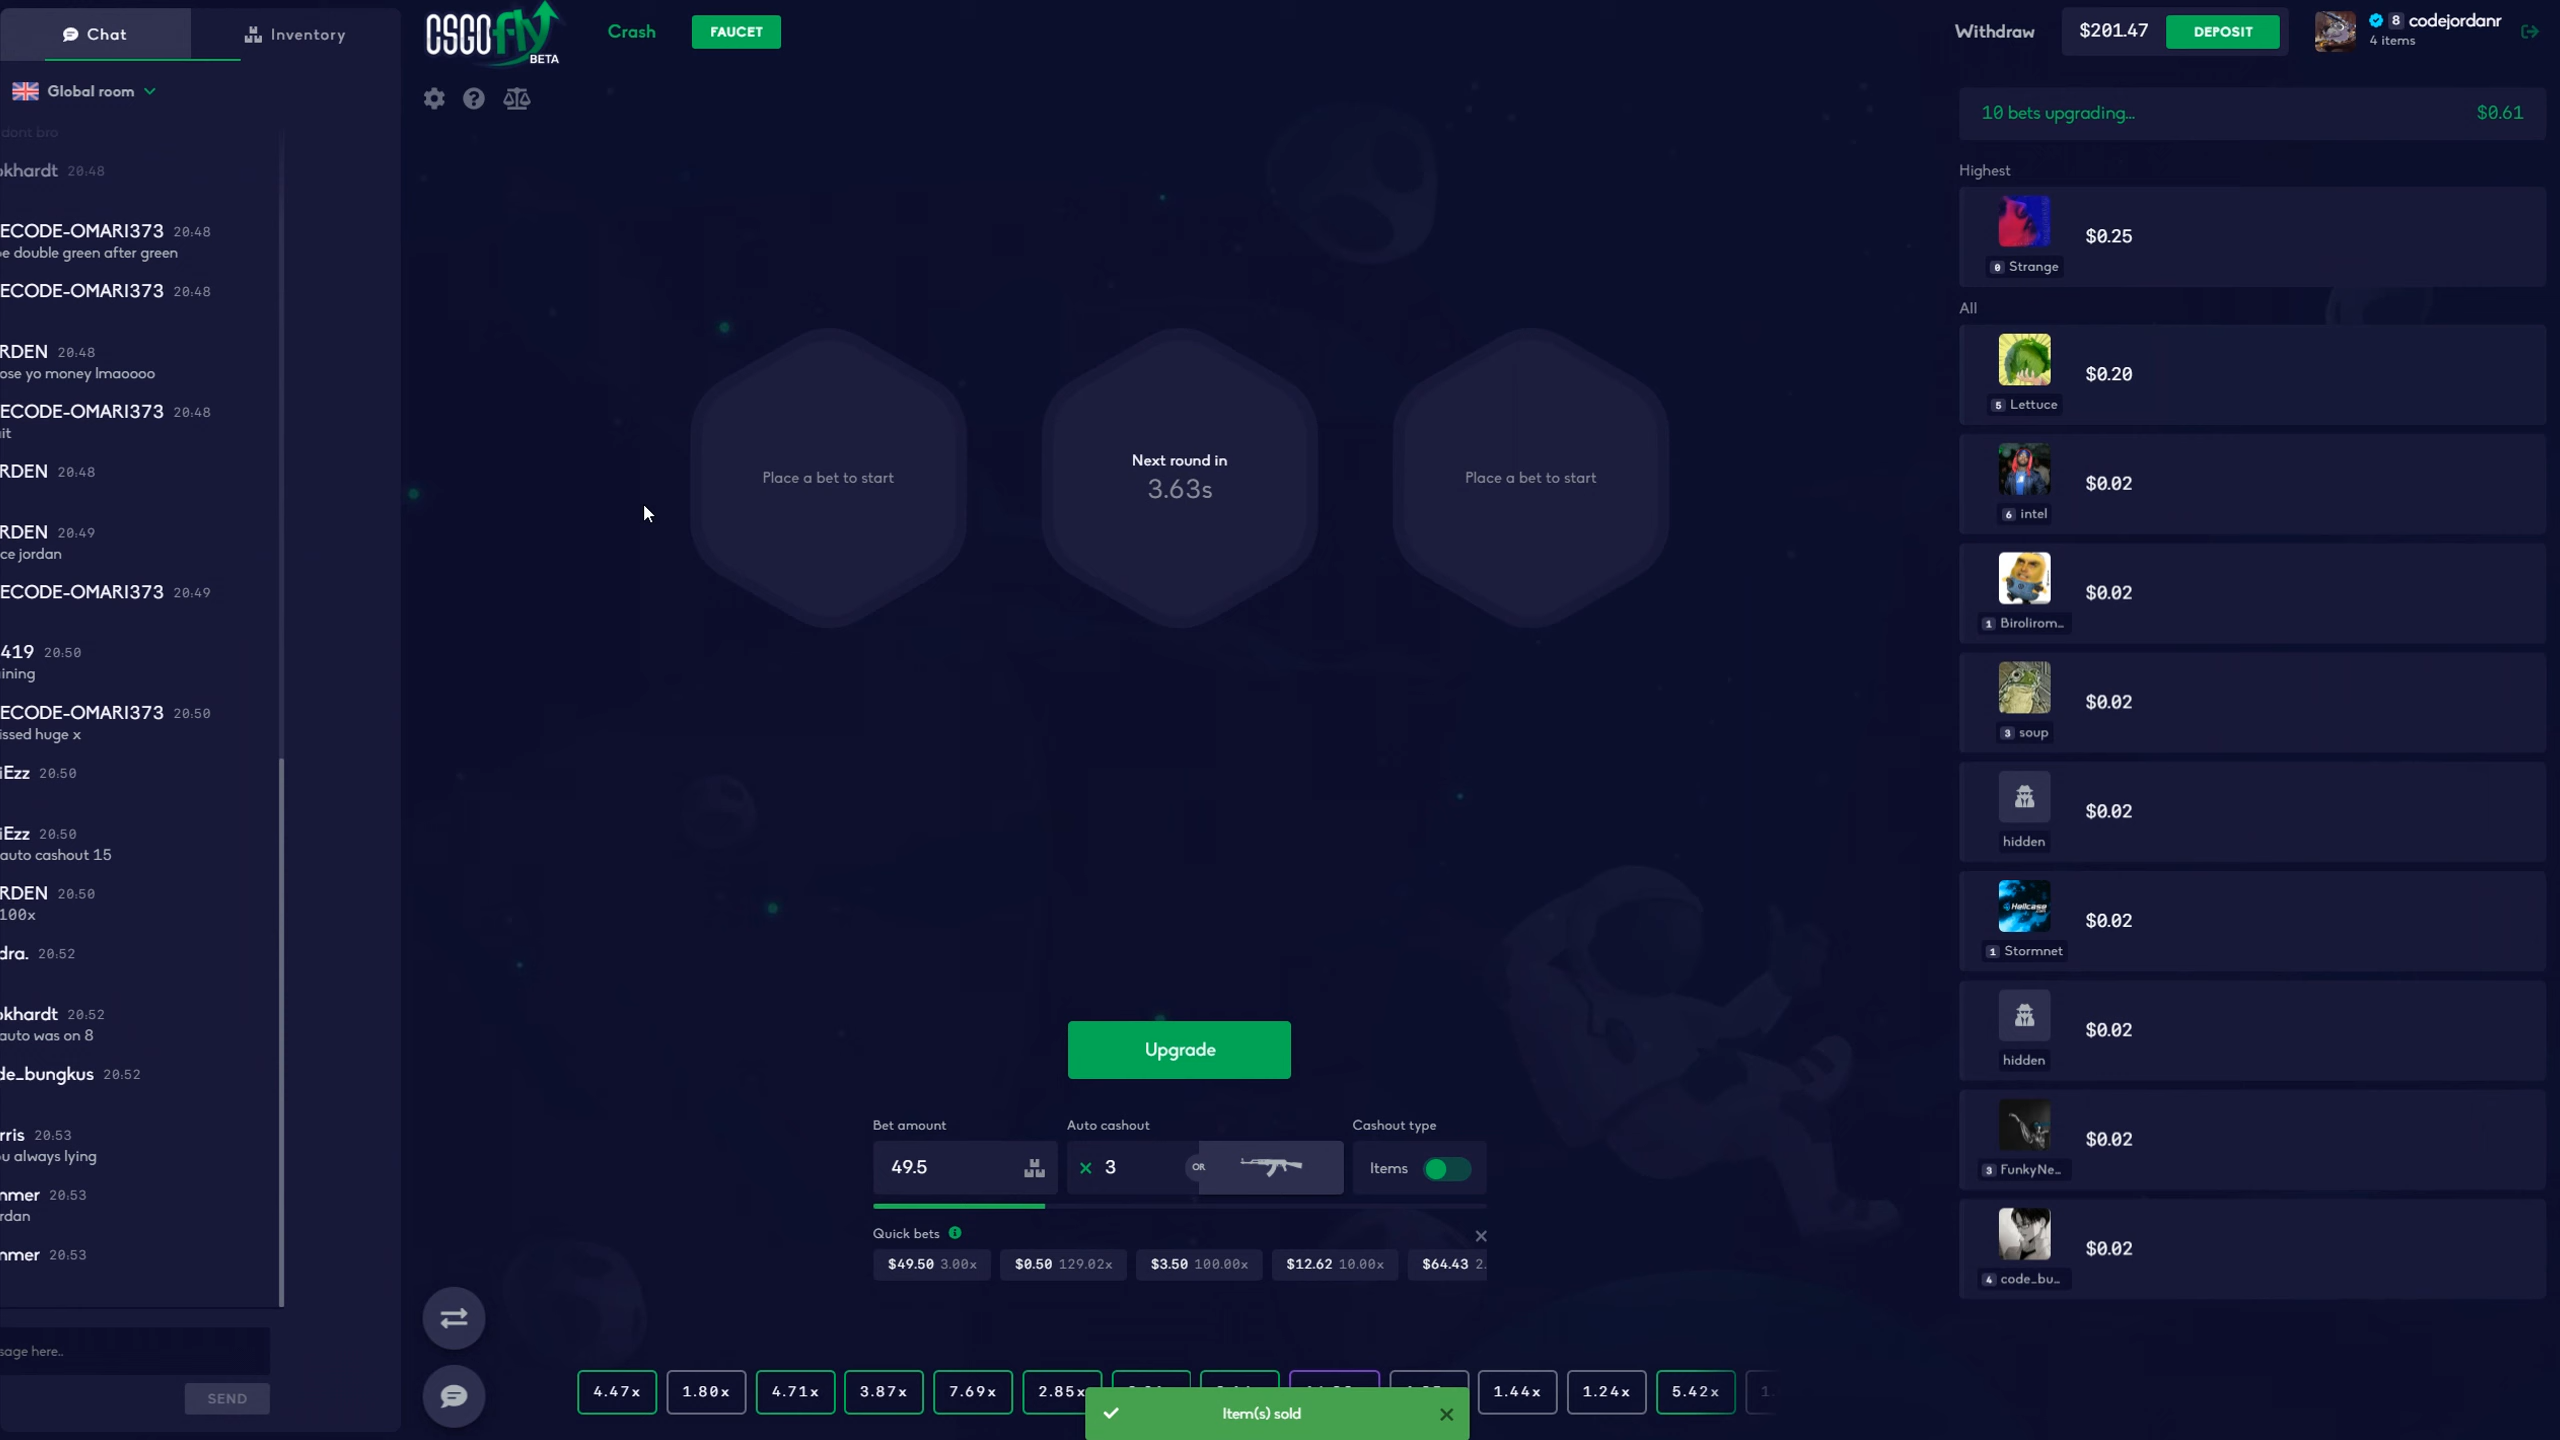 Chat
Inventory
CSGOfly
BETA
Crash
FAUCET
Withdraw
$201.47
DEPOSIT
8 codejordanr
4 items
Global room
dont bro
okhardt 20:48
ECODE-OMARI373 20:48
e double green after green
ECODE-OMARI373 20:48
RDEN 20:48
ose yo money lmaoooo
ECODE-OMARI373 20:48
it
RDEN 20:48
RDEN 20:49
ce jordan
ECODE-OMARI373 20:49
419 20:50
ining
ECODE-OMARI373 20:50
issed huge x
iEzz 20:50
iEzz 20:50
auto cashout 15
RDEN 20:50
100x
dra. 20:52
okhardt 20:52
auto was on 8
de_bungkus 20:52
rris 20:53
u always lying
mmer 20:53
rdan
mmer 20:53
sage here..
SEND
Place a bet to start
Next round in
3.63s
Place a bet to start
Upgrade
Bet amount
Auto cashout
Cashout type
49.5
3
OR
Items
Quick bets
$49.50 3.00x
$0.50 129.02x
$3.50 100.00x
$12.62 10.00x
$64.43 2.
4.47x
1.80x
4.71x
3.87x
7.69x
2.85x
1.44x
1.24x
5.42x
1.
Item(s) sold
10 bets upgrading...
$0.61
Highest
$0.25
0 Strange
All
$0.20
5 Lettuce
$0.02
6 intel
$0.02
1 Birolirom...
$0.02
3 soup
$0.02
hidden
Hellcase
$0.02
1 Stormnet
$0.02
hidden
$0.02
3 FunkyNe...
$0.02
4 code_bu...